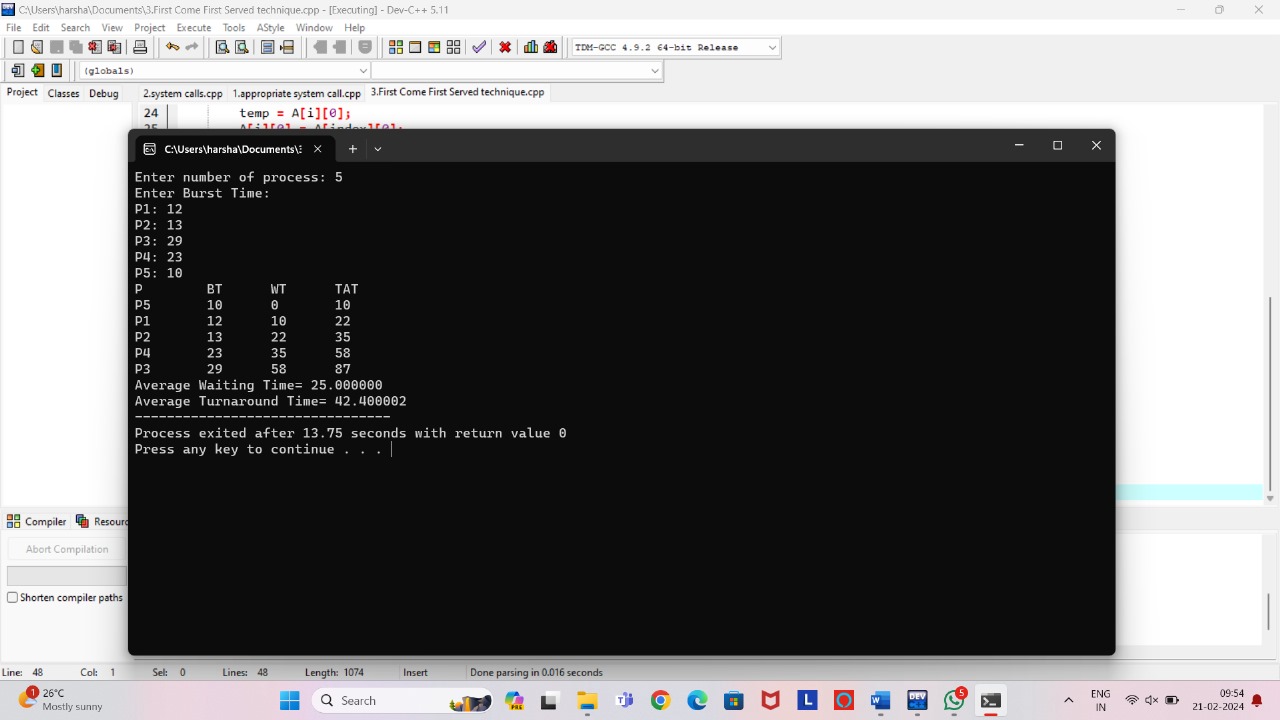 C:\Users\harsha\Documents\3.First Come First Served technique.cpp - [Executing] - Dev-C++ 5.11
File Edit Search View Project Execute Tools AStyle Window Help
TDM-GCC 4.9.2 64-bit Release
(globals)
Project Classes Debug 2.system calls.cpp 1.appropriate system call.cpp 3.First Come First Served technique.cpp
24 temp = A[i][0];
25 A[i][0] = A[index][0];
C:\Users\harsha\Documents\3
Enter number of process: 5
Enter Burst Time:
P1: 12
P2: 13
P3: 29
P4: 23
P5: 10
P BT WT TAT
P5 10 0 10
P1 12 10 22
P2 13 22 35
P4 23 35 58
P3 29 58 87
Average Waiting Time= 25.000000
Average Turnaround Time= 42.400002
--------------------------------
Process exited after 13.75 seconds with return value 0
Press any key to continue . . .
Compiler Resourc
Abort Compilation
Shorten compiler paths
Line: 48 Col: 1 Sel: 0 Lines: 48 Length: 1074 Insert Done parsing in 0.016 seconds
1 26°C
Mostly sunny
Search
DEV
5
ENG
IN
09:54
21-02-2024